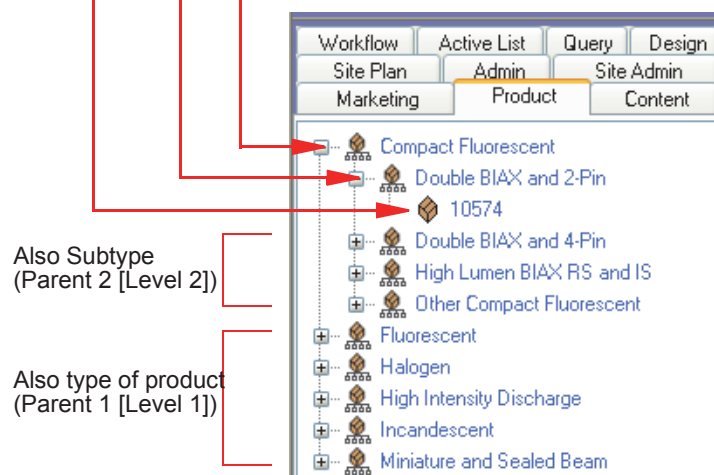 Workflow Active List Query Design
Site Plan Admin Site Admin
Marketing Product Content
Compact Fluorescent
Double BIAX and 2-Pin
10574
Double BIAX and 4-Pin
High Lumen BIAX RS and IS
Other Compact Fluorescent
Fluorescent
Halogen
High Intensity Discharge
Incandescent
Miniature and Sealed Beam
Also Subtype
(Parent 2 [Level 2])
Also type of product
(Parent 1 [Level 1])